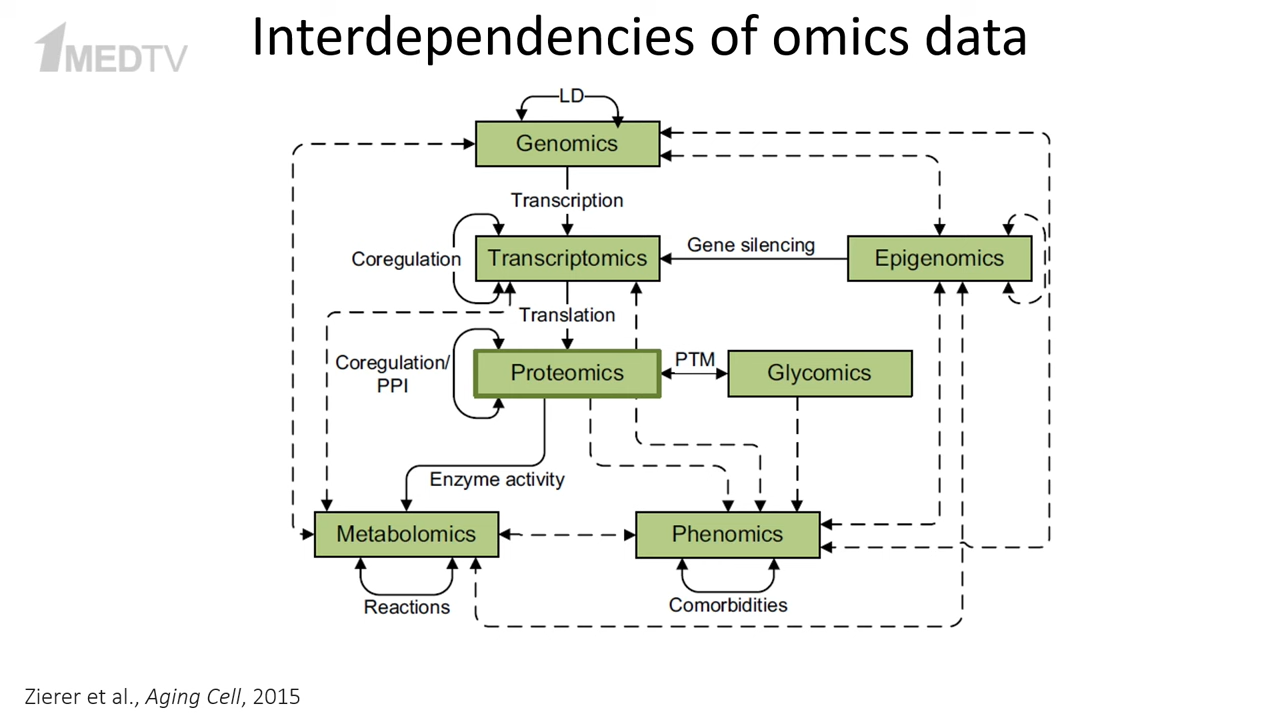 1MEDTV
Interdependencies of omics data
LD
Genomics
Transcription
Coregulation
Transcriptomics
Gene silencing
Epigenomics
Translation
Coregulation/
PPI
Proteomics
PTM
Glycomics
Enzyme activity
Metabolomics
Phenomics
Reactions
Comorbidities
Zierer et al., Aging Cell, 2015